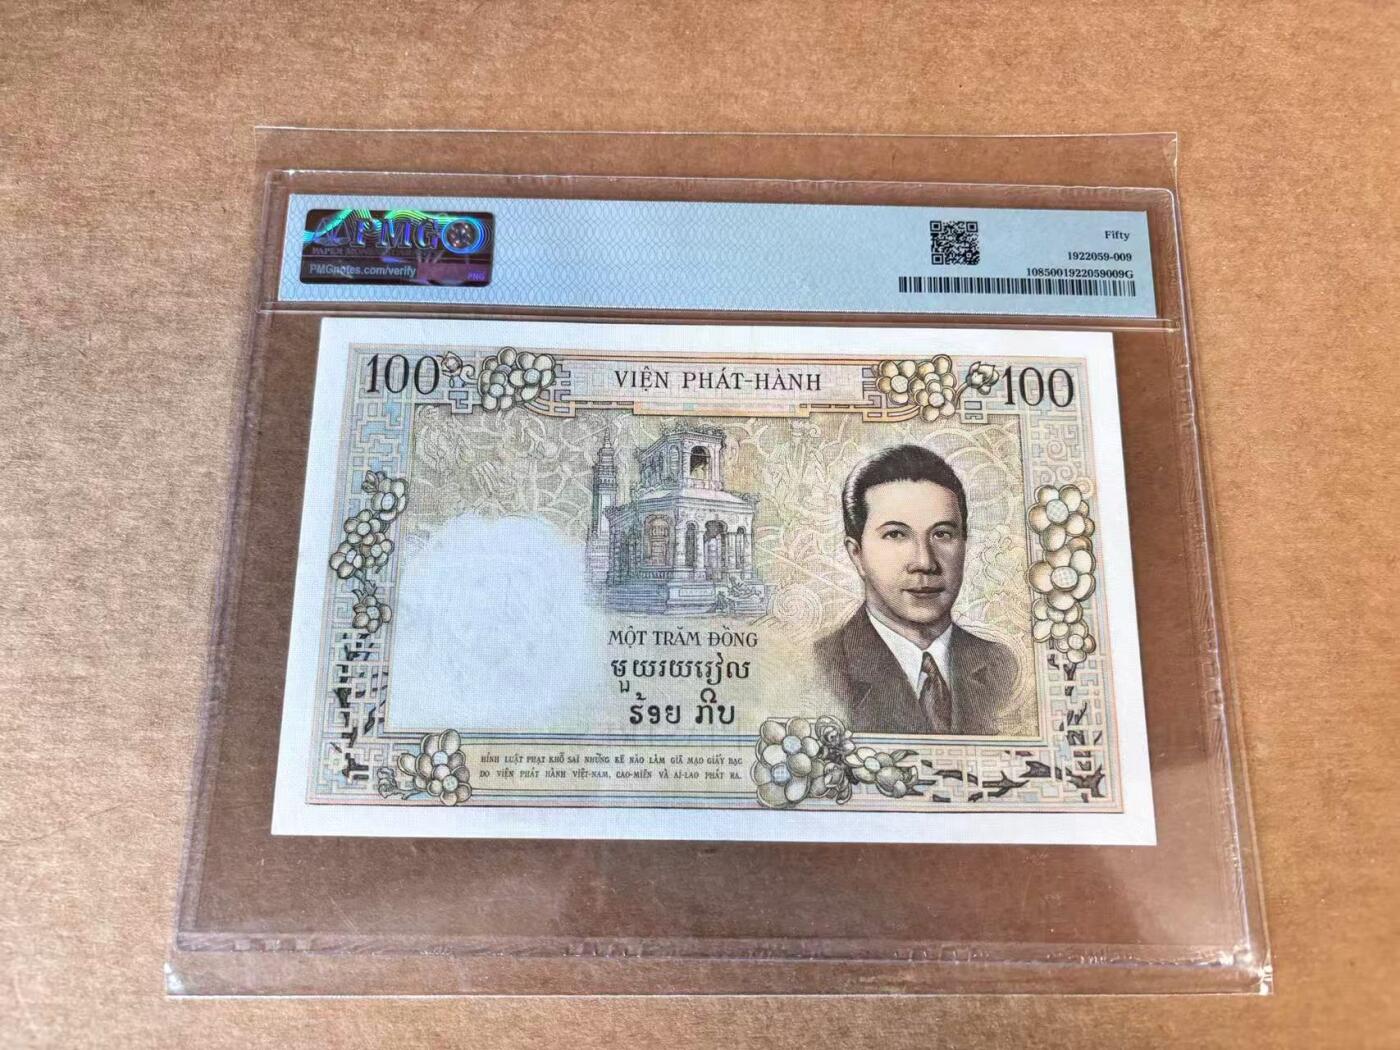 PMG
PMGnotes.com/verify
PNG
Fifty
1922059-009
1085001922059009G
100
VIỆN PHÁT-HÀNH
100
MỘT TRĂM ĐỒNG
មួយរយរៀល
ຮ້ອຍ ກີບ
HÌNH LUẬT PHẠT KHỔ SAI NHỮNG KẺ NÀO LÀM GIẢ MẠO GIẤY BẠC
DO VIỆN PHÁT HÀNH VIỆT-NAM, CAO-MIÊN VÀ AI-LAO PHÁT RA.